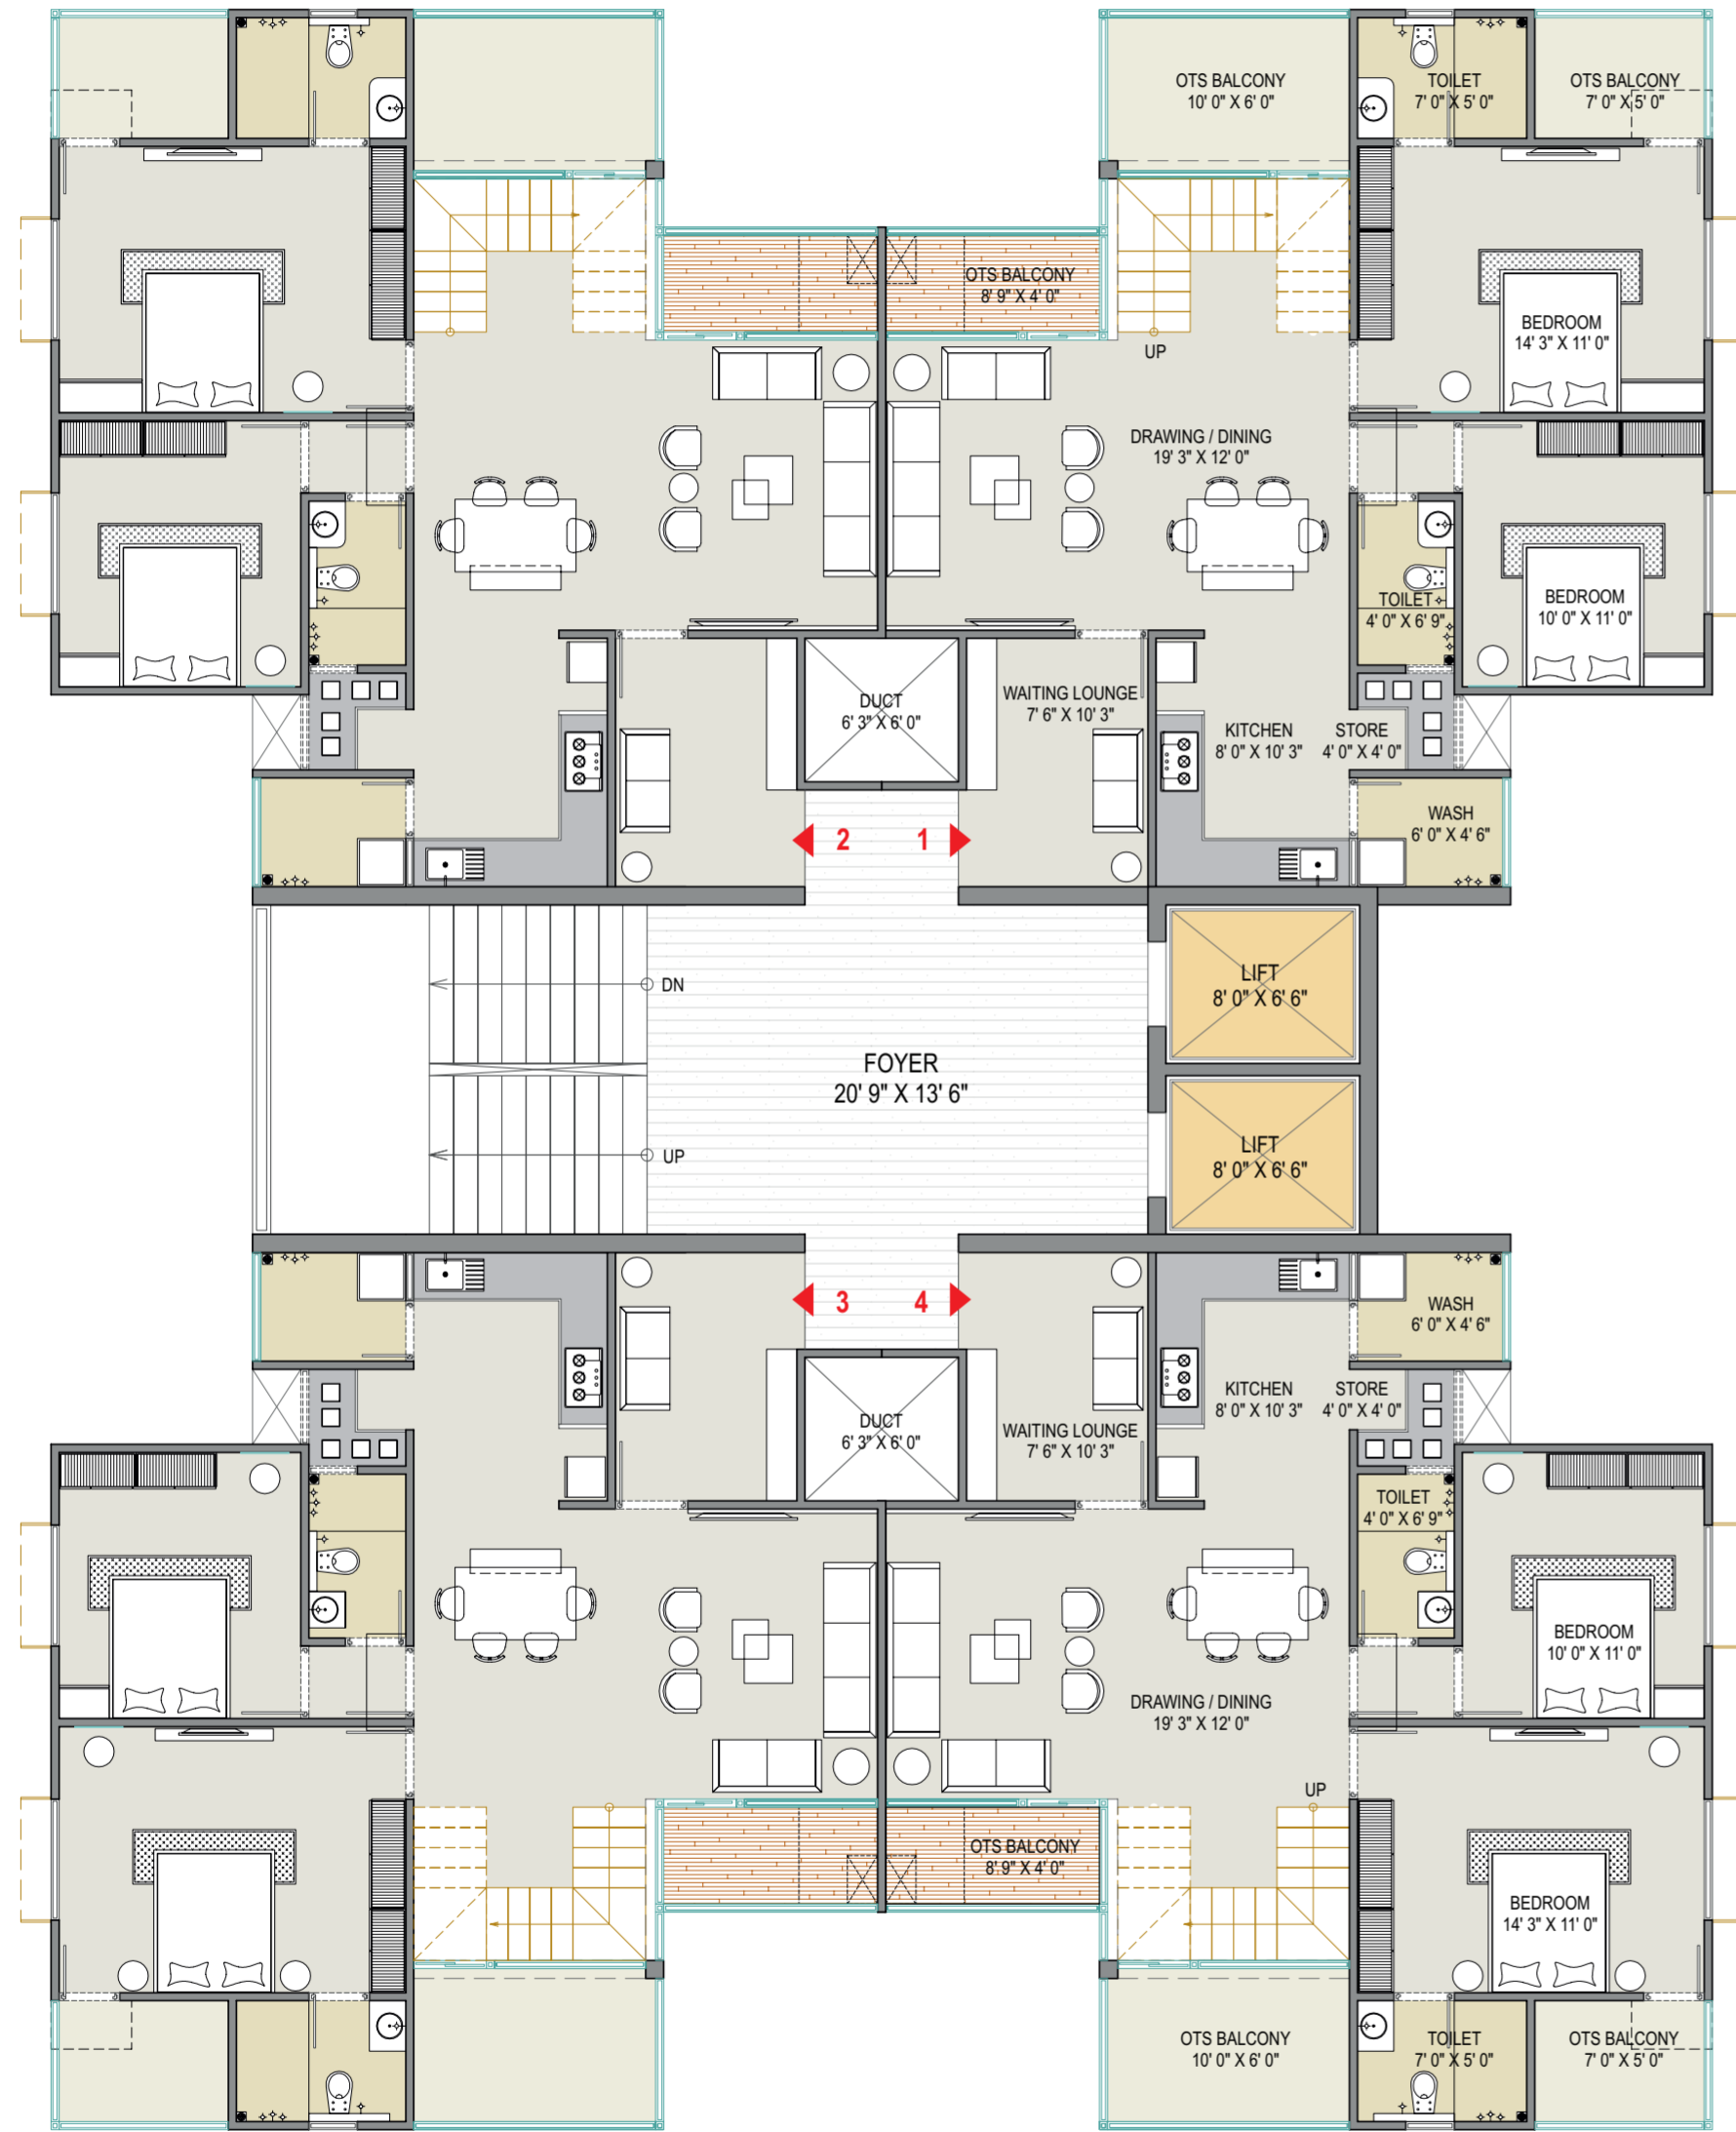 OTS BALCONY
10' 0" X 6' 0"
TOILET
7' 0" X 5' 0"
OTS BALCONY
7' 0" X 5' 0"
OTS BALCONY
8' 9" X 4' 0"
UP
BEDROOM
14' 3" X 11' 0"
DRAWING / DINING
19' 3" X 12' 0"
TOILET
4' 0" X 6' 9"
BEDROOM
10' 0" X 11' 0"
DUCT
6' 3" X 6' 0"
WAITING LOUNGE
7' 6" X 10' 3"
KITCHEN
8' 0" X 10' 3"
STORE
4' 0" X 4' 0"
WASH
6' 0" X 4' 6"
2
1
DN
LIFT
8' 0" X 6' 6"
FOYER
20' 9" X 13' 6"
UP
LIFT
8' 0" X 6' 6"
3
4
WASH
6' 0" X 4' 6"
DUCT
6' 3" X 6' 0"
WAITING LOUNGE
7' 6" X 10' 3"
KITCHEN
8' 0" X 10' 3"
STORE
4' 0" X 4' 0"
TOILET
4' 0" X 6' 9"
BEDROOM
10' 0" X 11' 0"
DRAWING / DINING
19' 3" X 12' 0"
UP
OTS BALCONY
8' 9" X 4' 0"
BEDROOM
14' 3" X 11' 0"
OTS BALCONY
10' 0" X 6' 0"
TOILET
7' 0" X 5' 0"
OTS BALCONY
7' 0" X 5' 0"